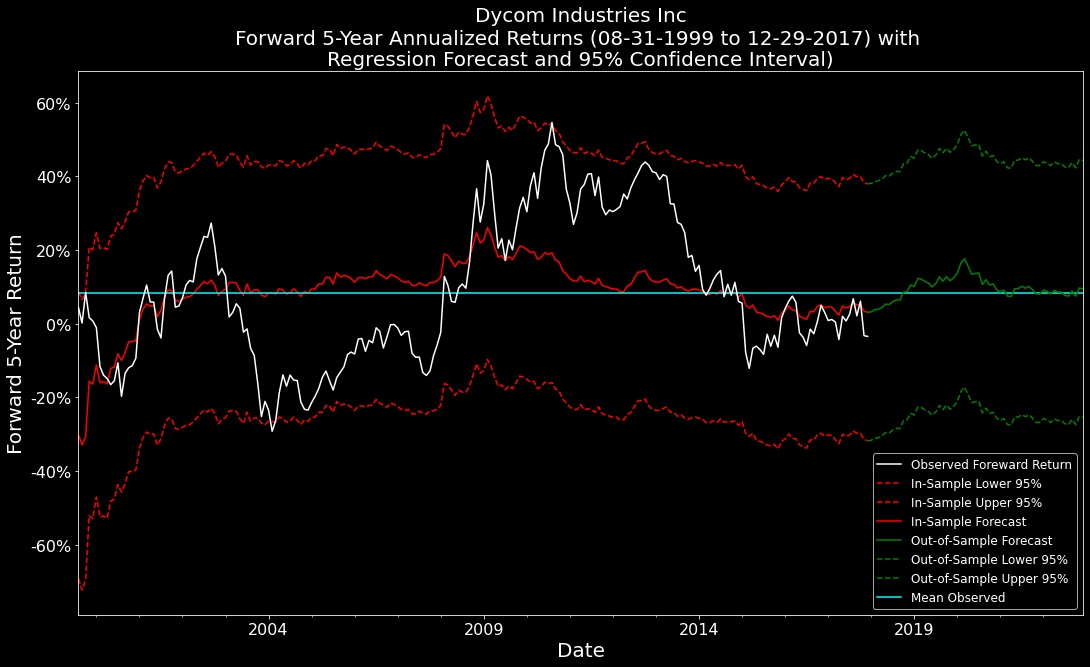 Dycom Industries Inc
Forward 5-Year Annualized Returns (08-31-1999 to 12-29-2017) with
Regression Forecast and 95% Confidence Interval)
Forward 5-Year Return
60%
40%
20%
0%
-20%
-40%
-60%
2004
2009
2014
2019
Date
Observed Foreward Return
In-Sample Lower 95%
In-Sample Upper 95%
In-Sample Forecast
Out-of-Sample Forecast
Out-of-Sample Lower 95%
Out-of-Sample Upper 95%
Mean Observed